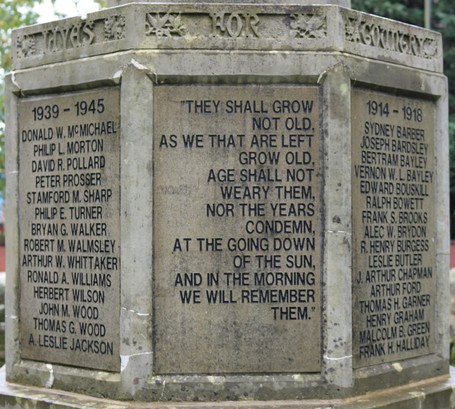 LIVES FOR COUNTRY
1939 - 1945
DONALD W. McMICHAEL
PHILIP L. MORTON
DAVID R. POLLARD
PETER PROSSER
STAMFORD M. SHARP
PHILIP E. TURNER
BRYAN G. WALKER
ROBERT M. WALMSLEY
ARTHUR W. WHITTAKER
RONALD A. WILLIAMS
HERBERT WILSON
JOHN M. WOOD
THOMAS G. WOOD
A. LESLIE JACKSON
"THEY SHALL GROW
NOT OLD,
AS WE THAT ARE LEFT
GROW OLD,
AGE SHALL NOT
WEARY THEM,
NOR THE YEARS
CONDEMN,
AT THE GOING DOWN
OF THE SUN,
AND IN THE MORNING
WE WILL REMEMBER
THEM."
1914 - 1918
SYDNEY BARBER
JOSEPH BARDSLEY
BERTRAM BAYLEY
VERNON W. L. BAYLEY
EDWARD BOUSKILL
RALPH BOWETT
FRANK S. BROOKS
ALEC W. BRYDON
R. HENRY BURGESS
LESLIE BUTLER
J. ARTHUR CHAPMAN
ARTHUR FORD
THOMAS H. GARNER
HENRY GRAHAM
MALCOLM B. GREEN
FRANK H. HALLIDAY